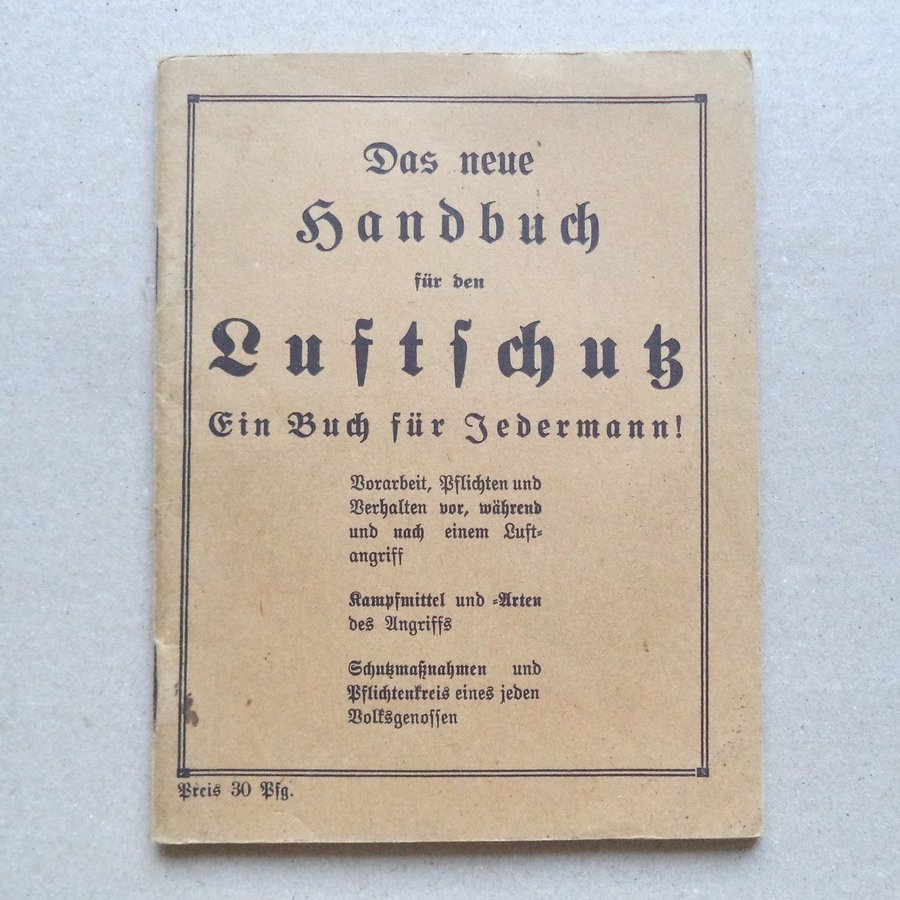 Das neue
Handbuch
für den
Luftschutz
Ein Buch für Jedermann!
Vorarbeit, Pflichten und
Verhalten vor, während
und nach einem Luft-
angriff
Kampfmittel und -Arten
des Angriffs
Schutzmaßnahmen und
Pflichtenkreis eines jeden
Volksgenossen
Preis 30 Pfg.